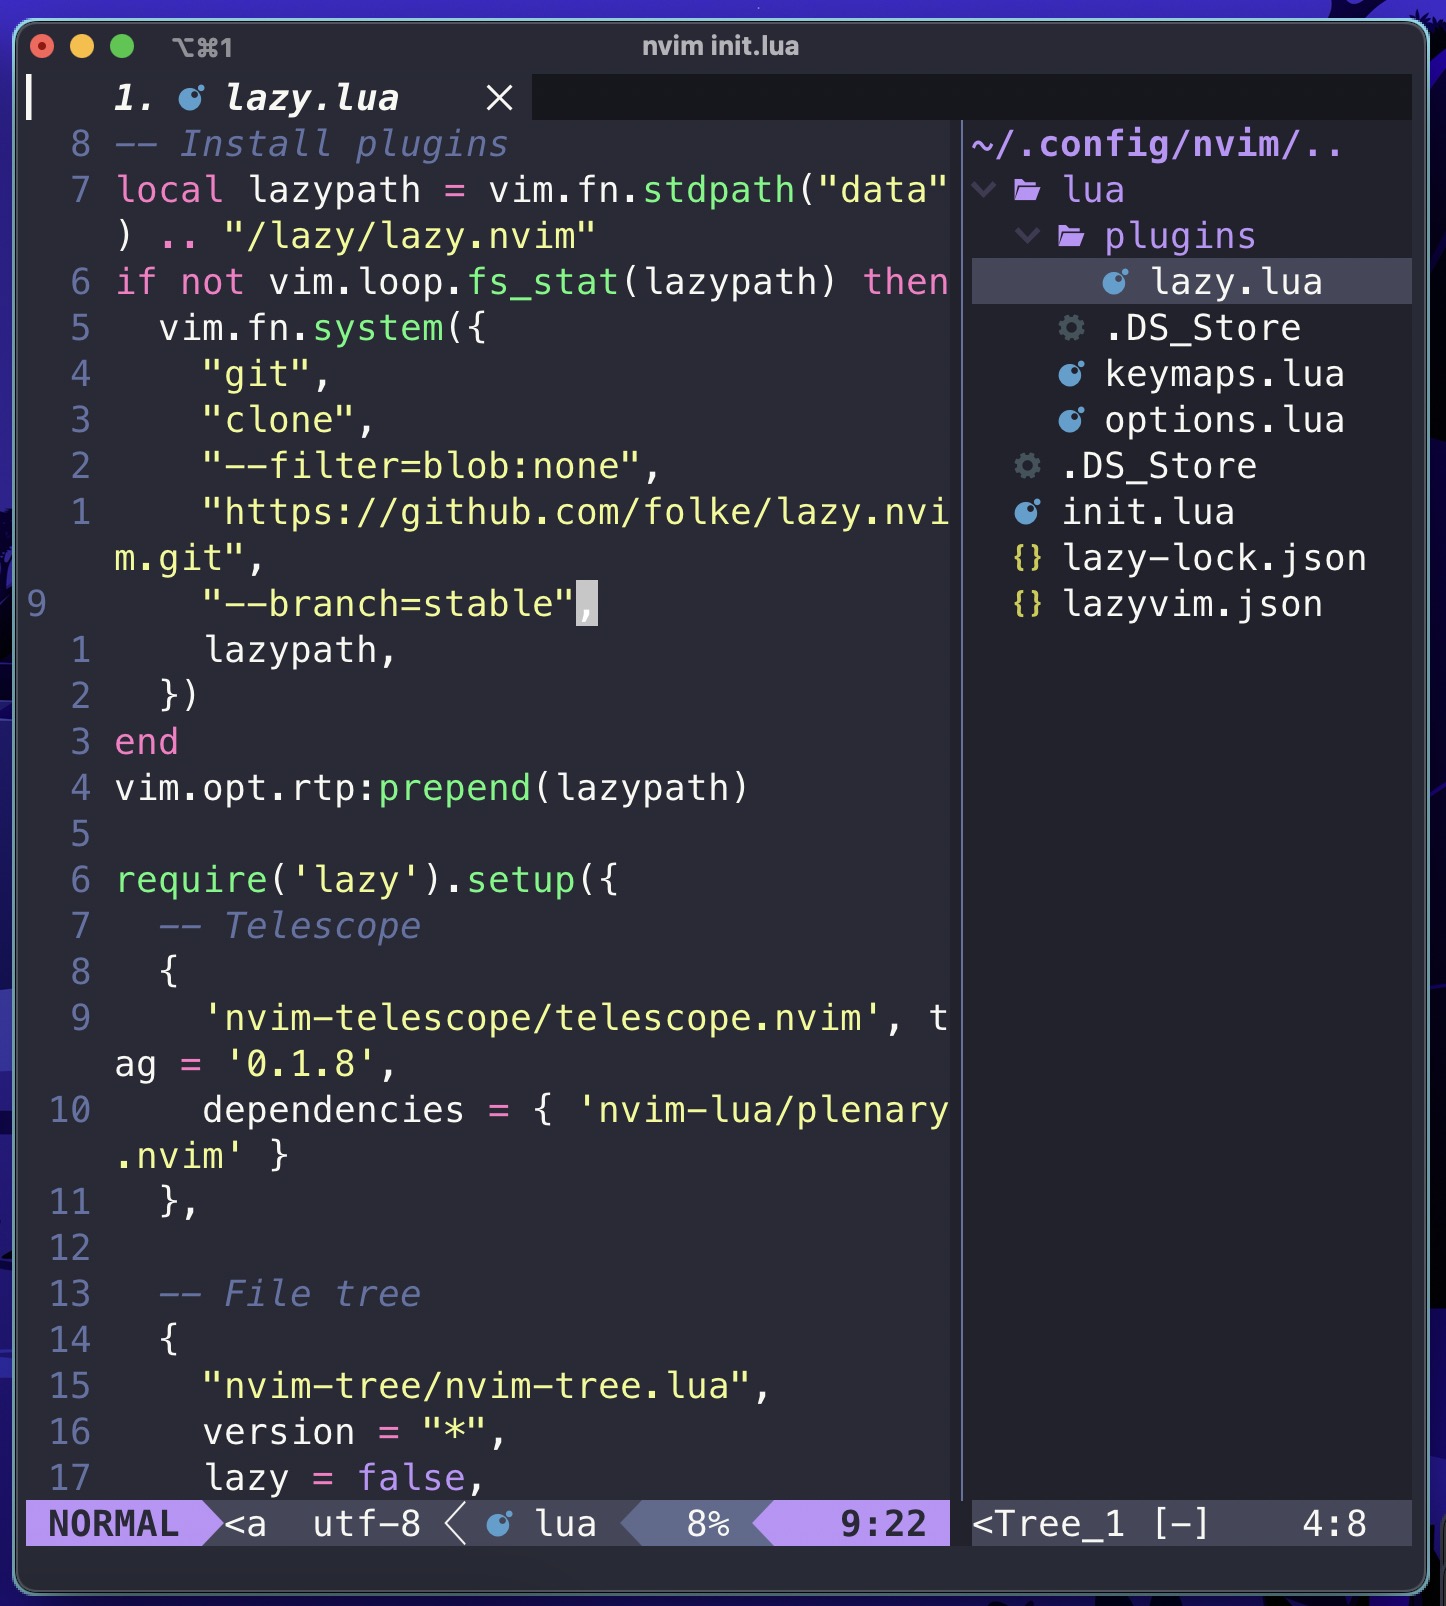 ⌥⌘1 nvim init.lua
1. lazy.lua ×
8 -- Install plugins
7 local lazypath = vim.fn.stdpath("data"
) .. "/lazy/lazy.nvim"
6 if not vim.loop.fs_stat(lazypath) then
5 vim.fn.system({
4 "git",
3 "clone",
2 "--filter=blob:none",
1 "https://github.com/folke/lazy.nvi
m.git",
9 "--branch=stable",
1 lazypath,
2 })
3 end
4 vim.opt.rtp:prepend(lazypath)
5
6 require('lazy').setup({
7 -- Telescope
8 {
9 'nvim-telescope/telescope.nvim', t
ag = '0.1.8',
10 dependencies = { 'nvim-lua/plenary
.nvim' }
11 },
12
13 -- File tree
14 {
15 "nvim-tree/nvim-tree.lua",
16 version = "*",
17 lazy = false,
NORMAL <a utf-8 lua 8% 9:22
~/.config/nvim/..
lua
plugins
lazy.lua
.DS_Store
keymaps.lua
options.lua
.DS_Store
init.lua
{} lazy-lock.json
{} lazyvim.json
<Tree_1 [-] 4:8